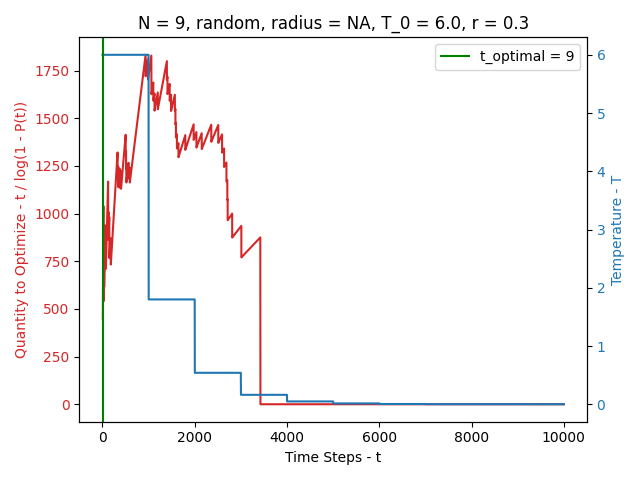 N = 9, random, radius = NA, T_0 = 6.0, r = 0.3
t_optimal = 9
Quantity to Optimize - t / log(1 - P(t))
1750
1500
1250
1000
750
500
250
0
Temperature - T
6
5
4
3
2
1
0
0 2000 4000 6000 8000 10000
Time Steps - t